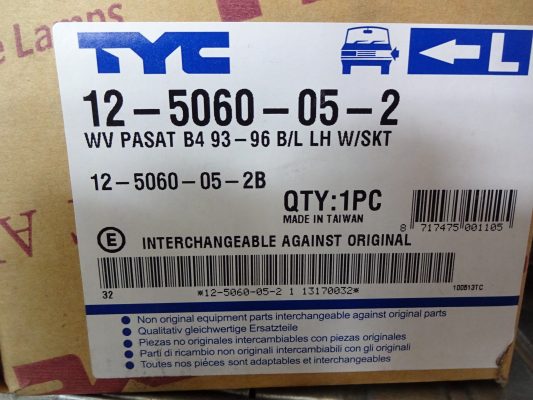 e Lamps
TYC
L
12-5060-05-2
WV PASAT B4 93-96 B/L LH W/SKT
12-5060-05-2B
QTY:1PC
MADE IN TAIWAN
8 717475 001105
E INTERCHANGEABLE AGAINST ORIGINAL
32 *12-5060-05-2 1 13170032* 100813TC
Non original equipment parts interchangeable against original parts
Qualitativ gleichwertige Ersatzteile
Piezas no originales intercambiables con piezas originales
Parti di ricambio non originali intercambiabili con gli originali
Toutes nos piéces sont adaptables et interchangeables